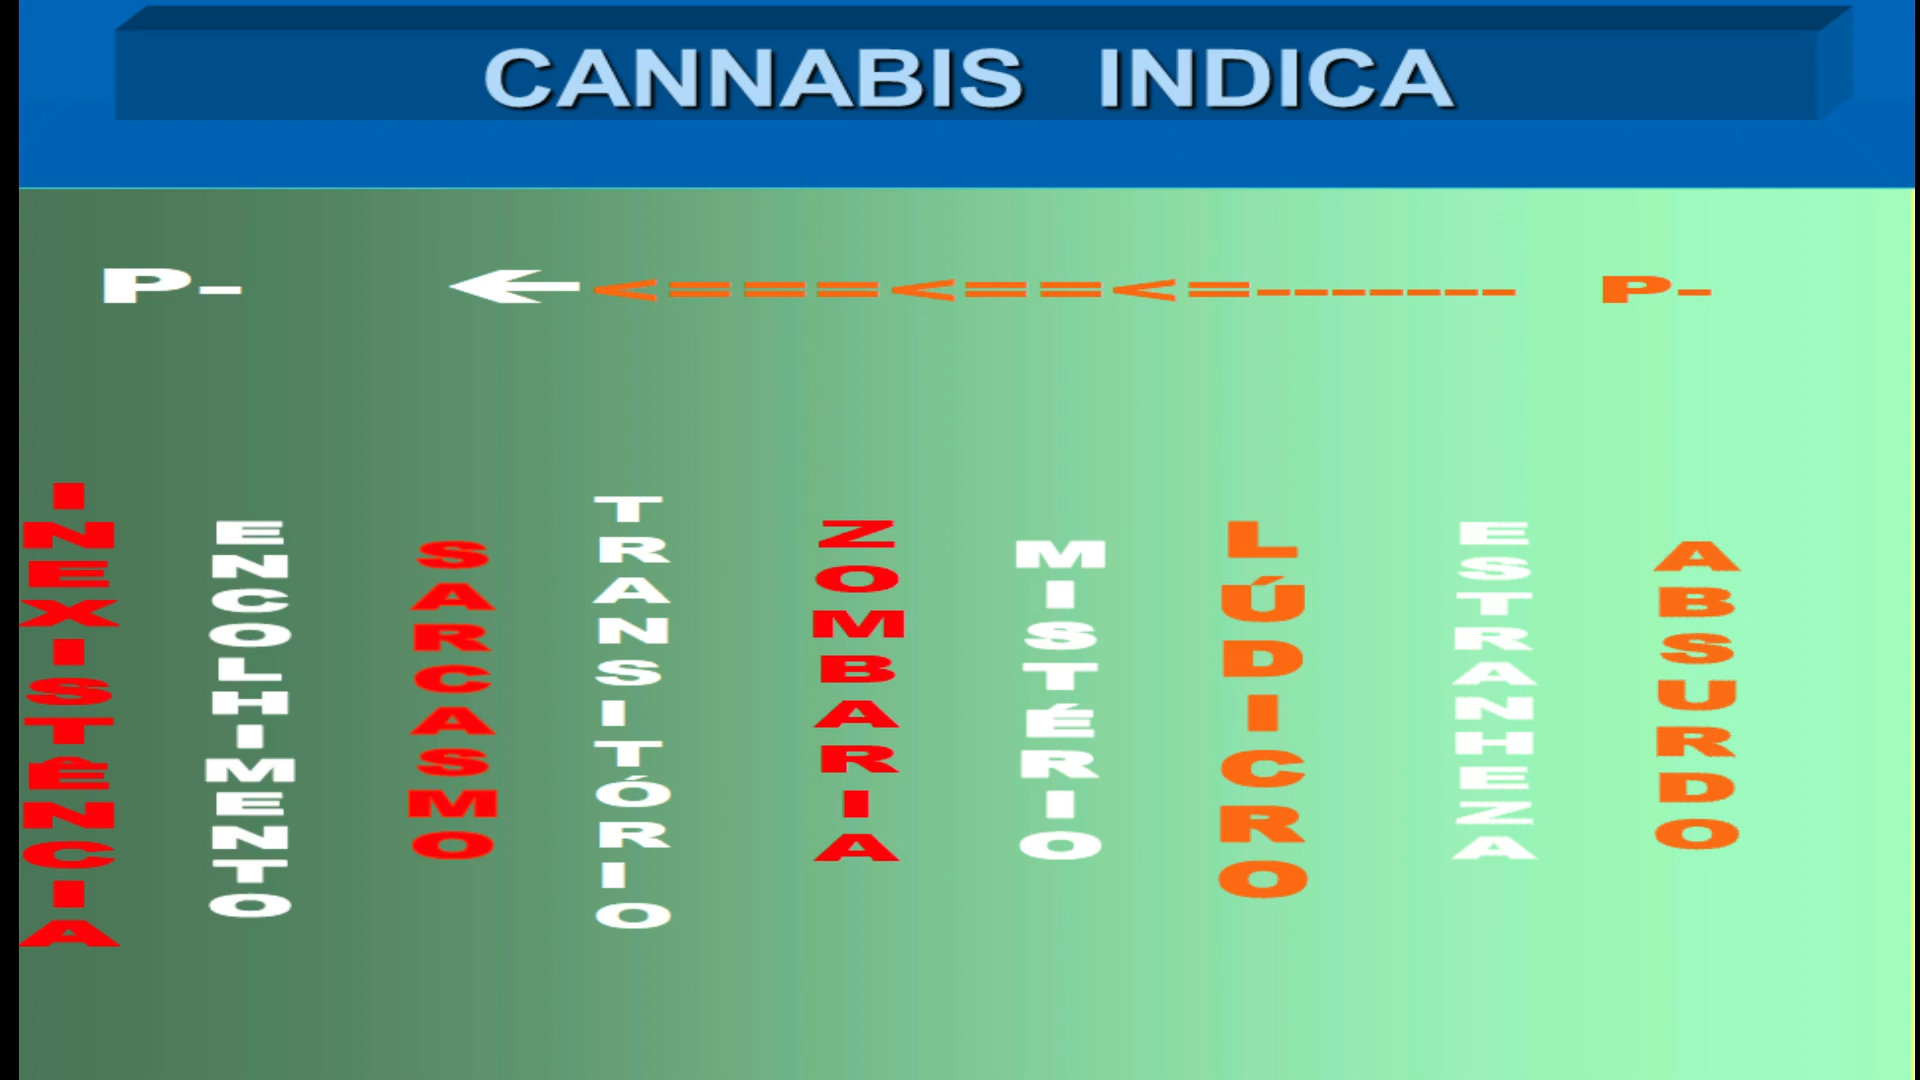 CANNABIS INDICA
P- ←<====<===<=------- P-
INEXISTÊNCIA
ENCOLHIMENTO
SARCASMO
TRANSITÓRIO
ZOMBARIA
MISTÉRIO
LÚDICRO
ESTRANHEZA
ABSURDO